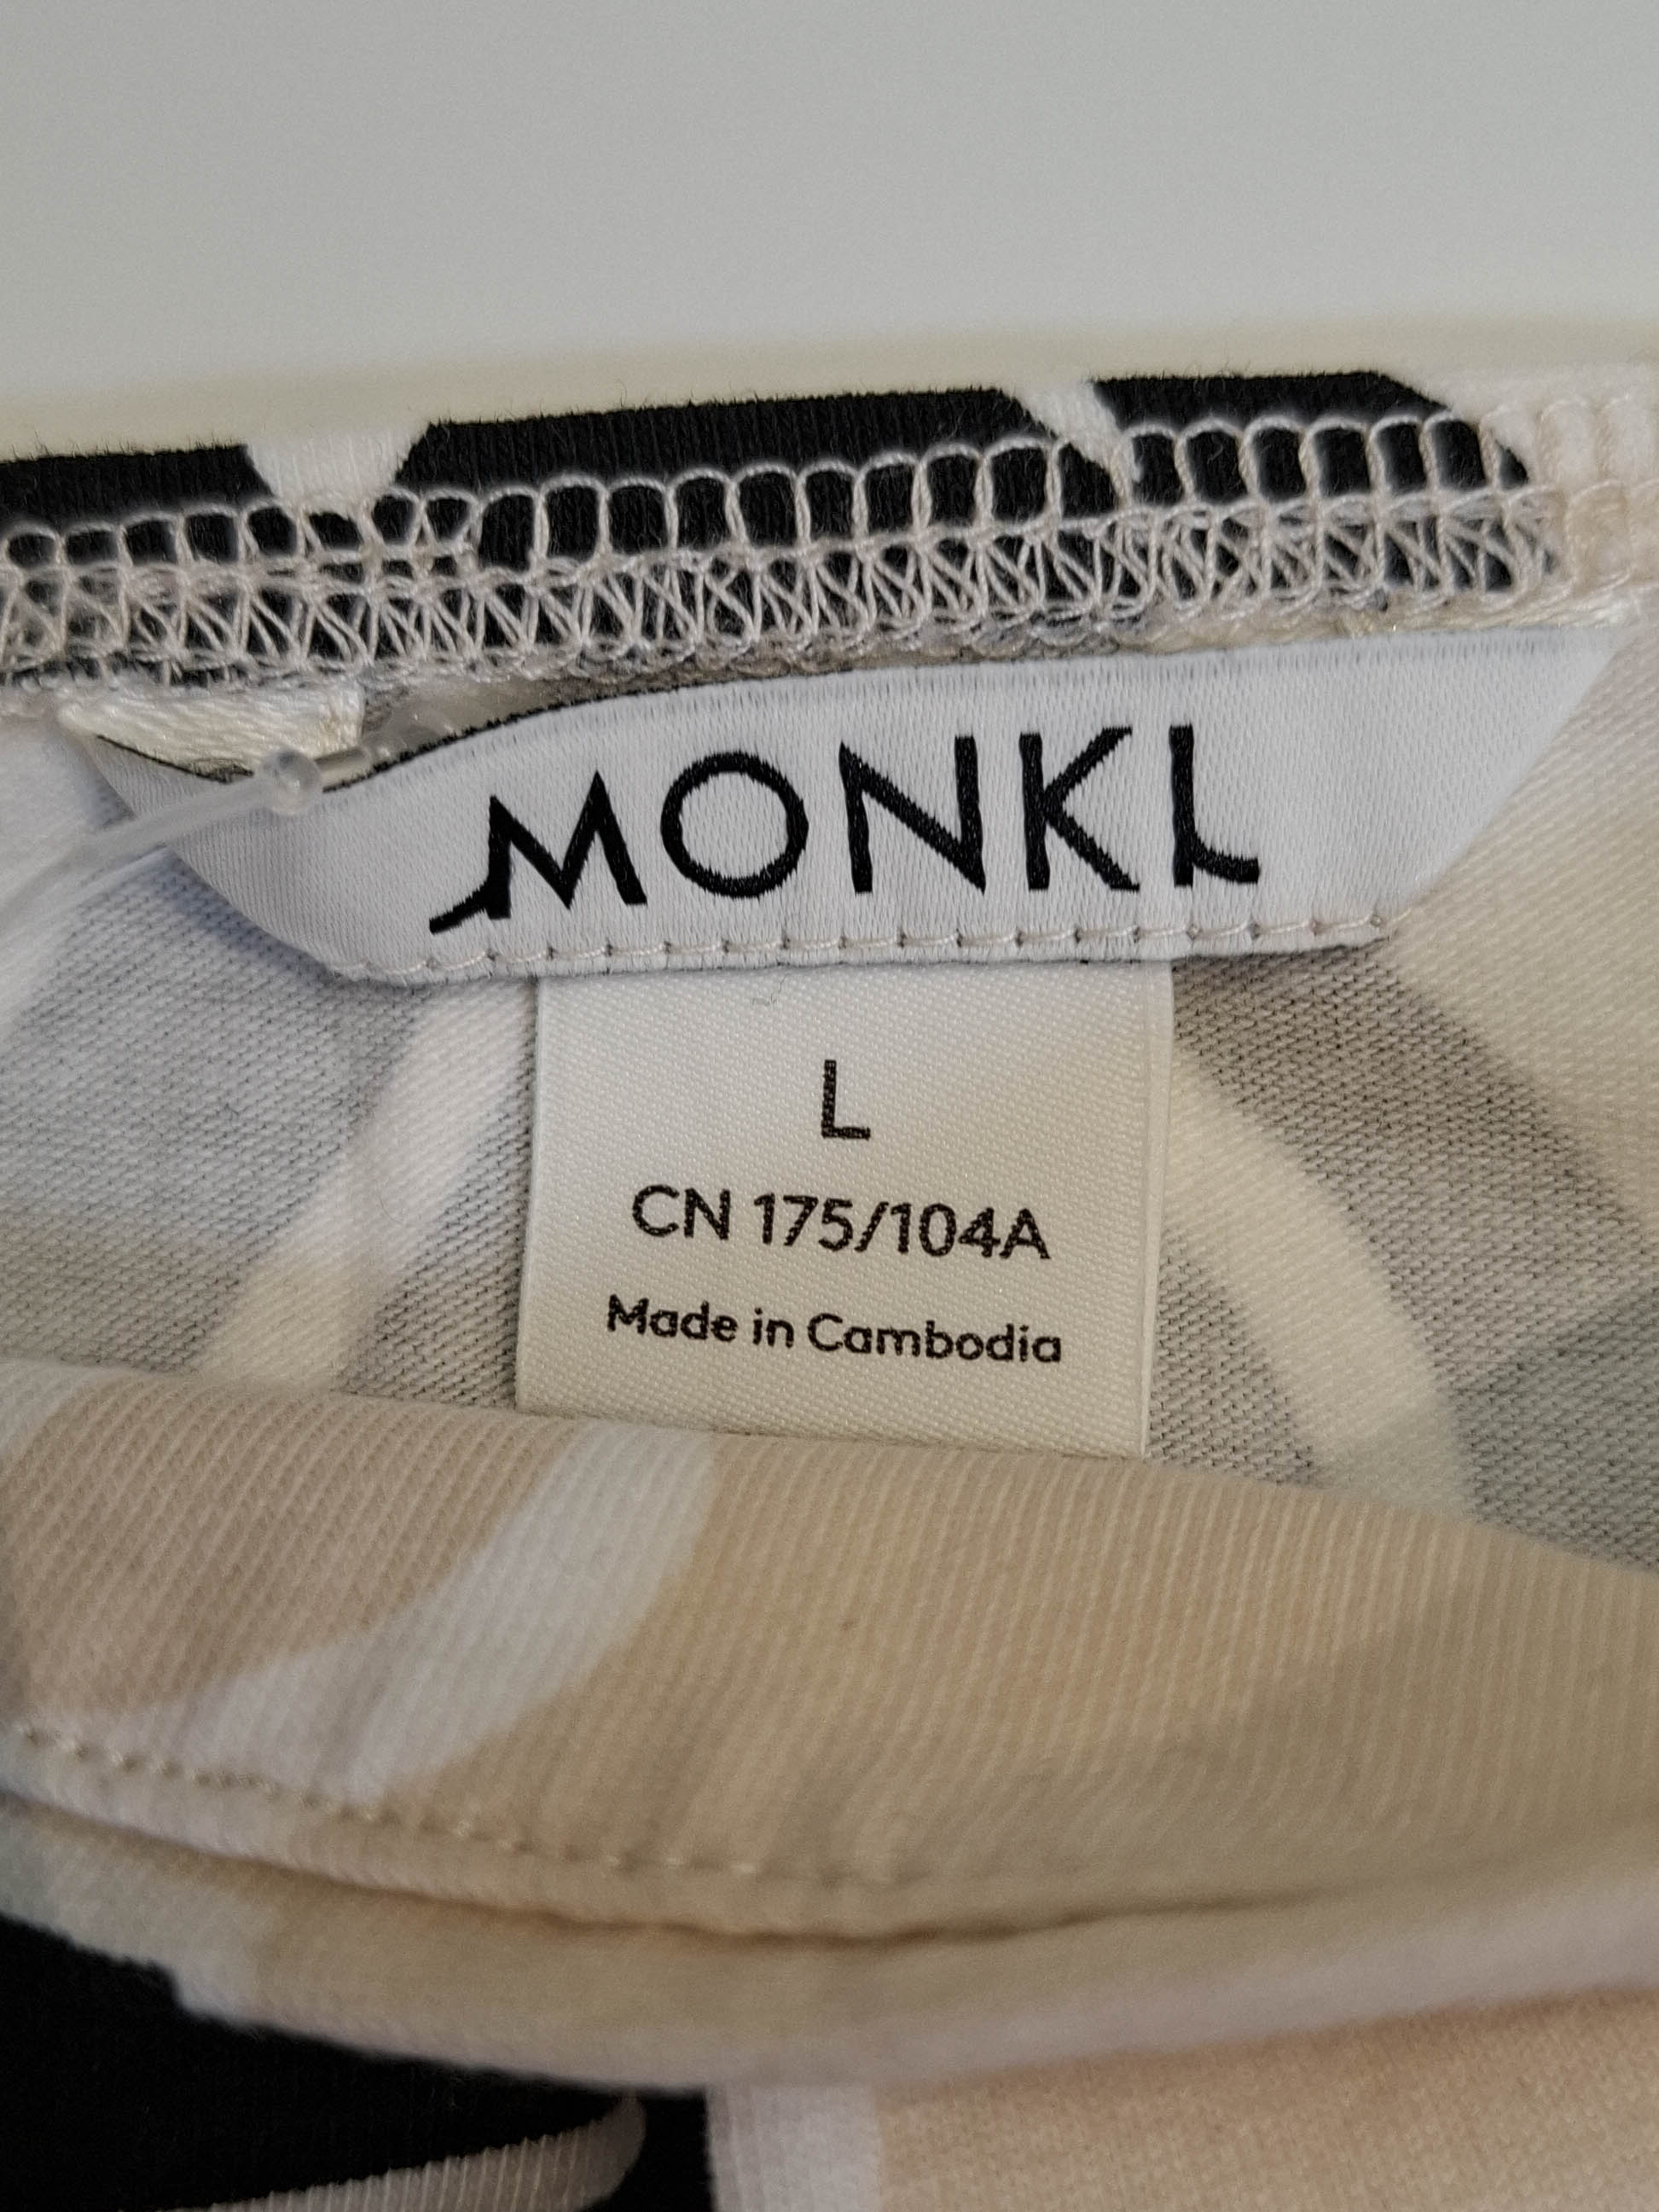 MONKI
L
CN 175/104A
Made in Cambodia